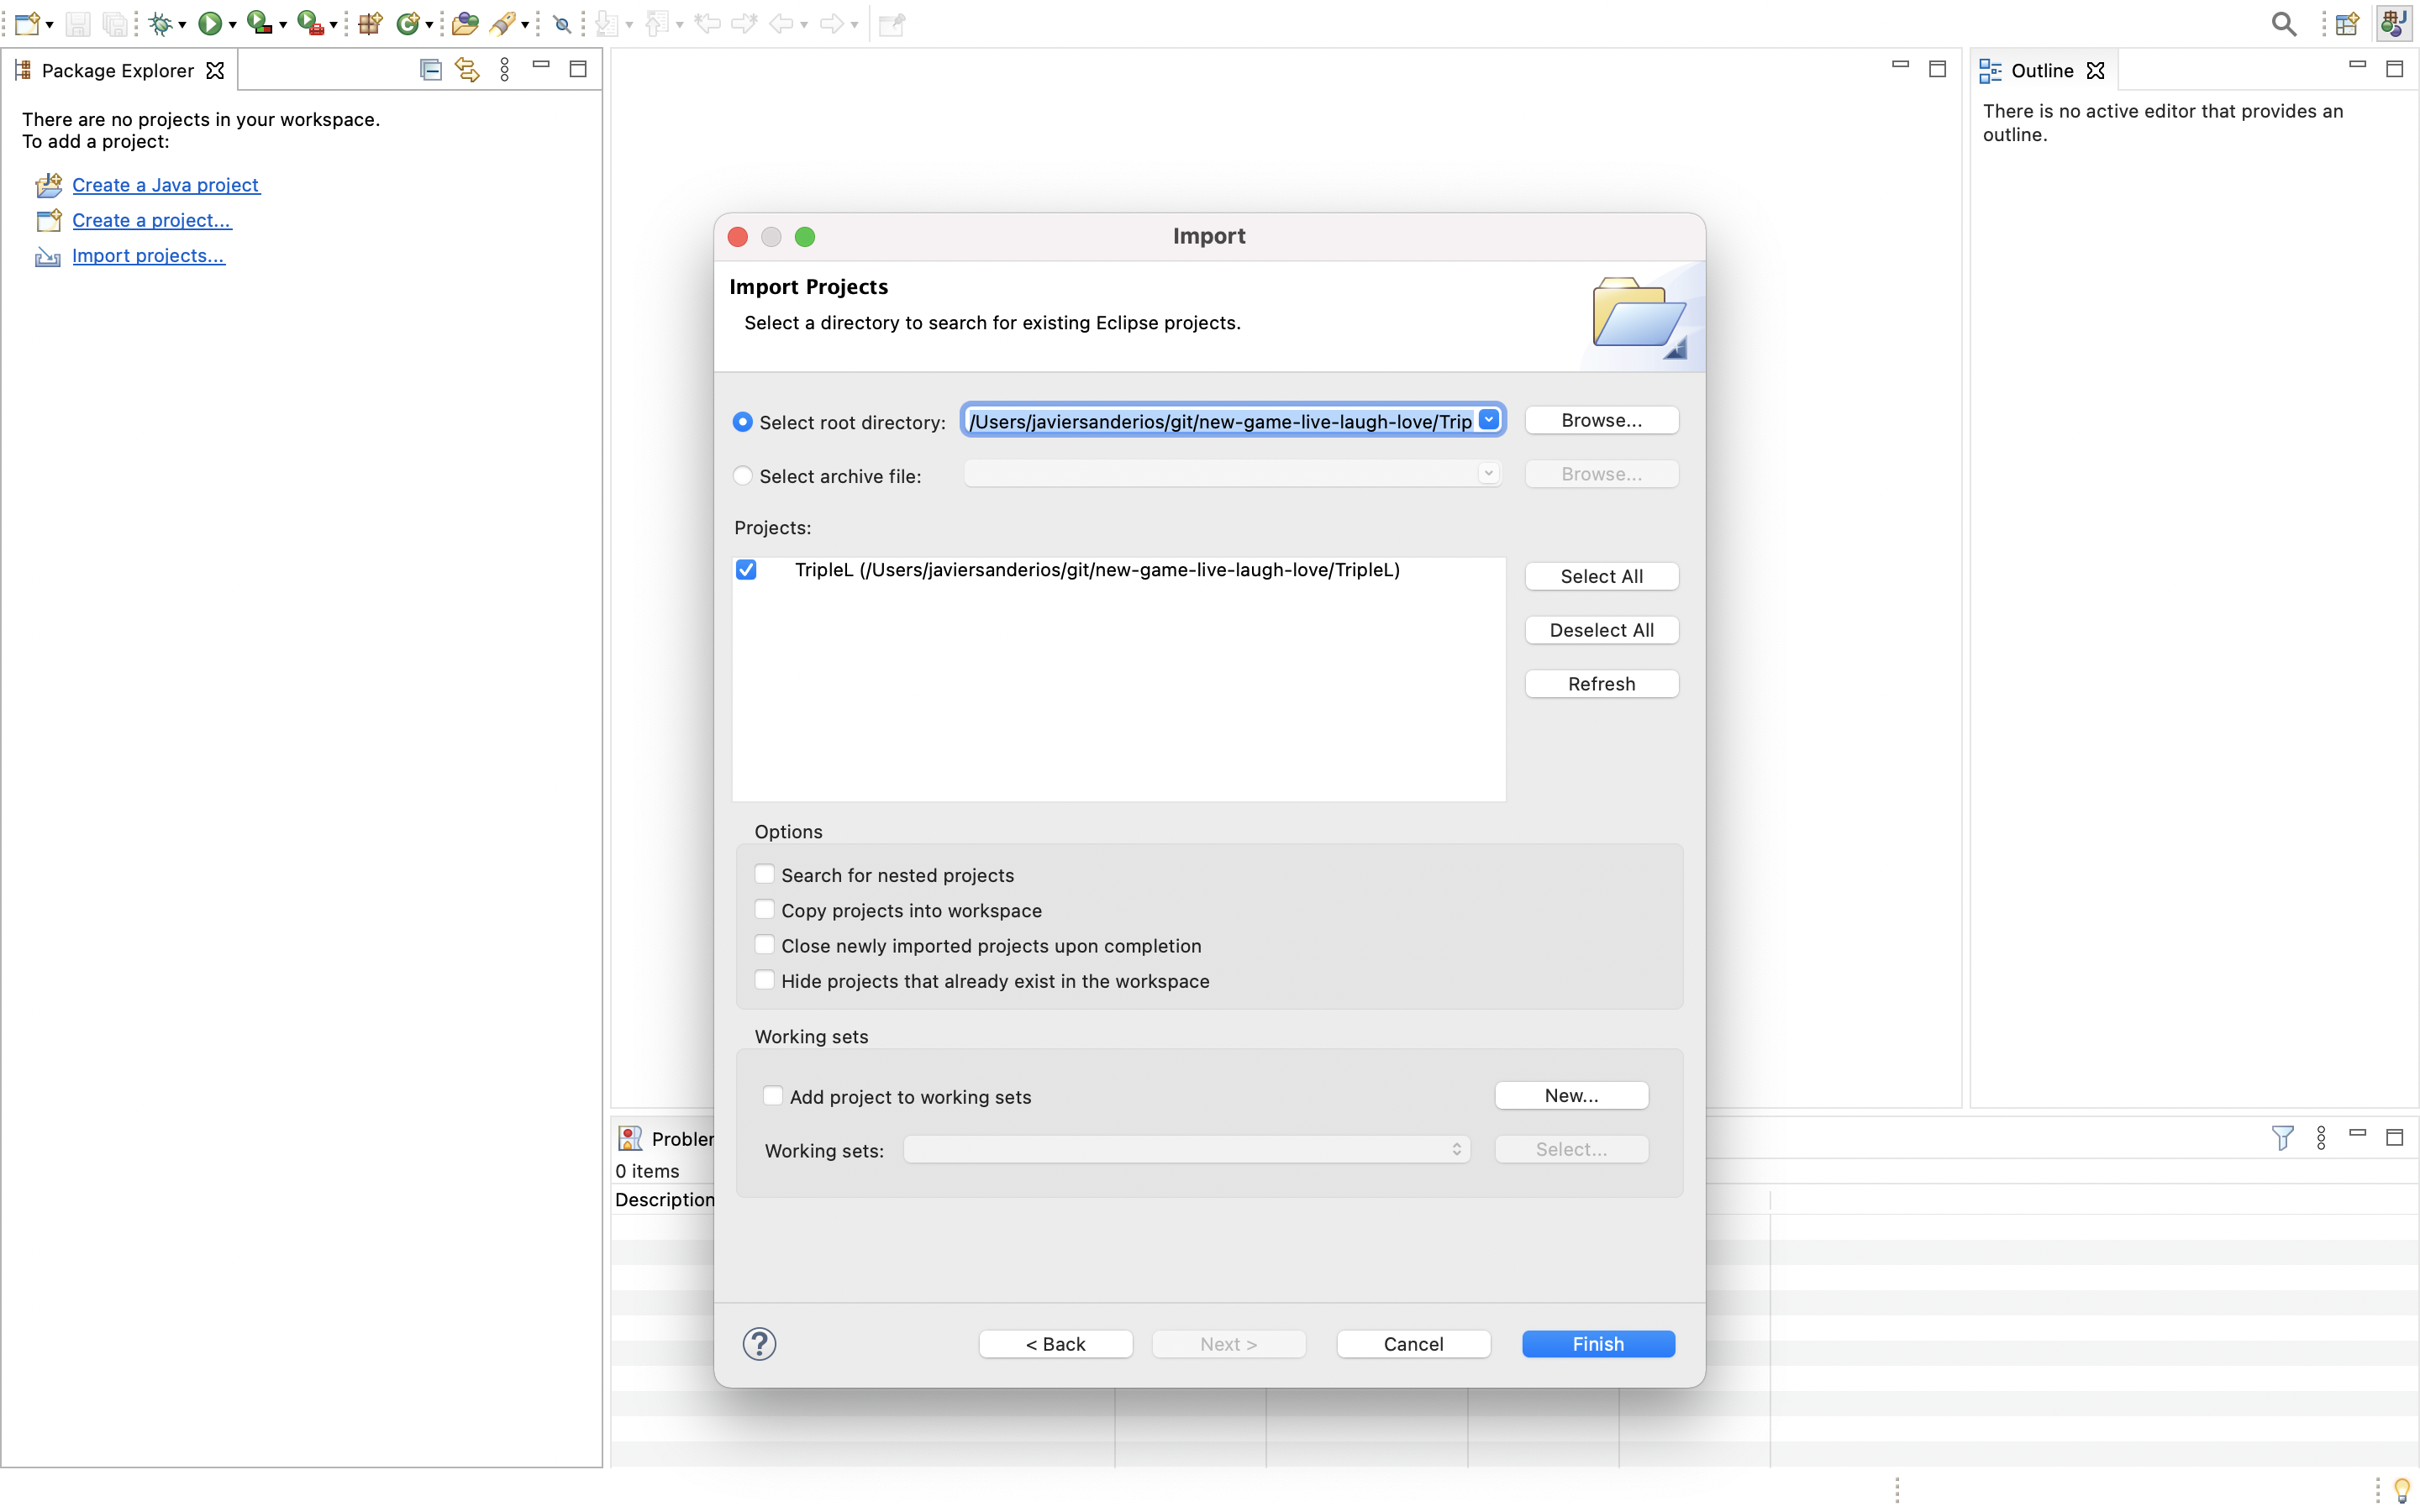 Package Explorer
There are no projects in your workspace.
To add a project:
Create a Java project
Create a project...
Import projects...
Outline
There is no active editor that provides an
outline.
Import
Import Projects
Select a directory to search for existing Eclipse projects.
Select root directory: /Users/javiersanderios/git/new-game-live-laugh-love/Trip Browse...
Select archive file: Browse...
Projects:
TripleL (/Users/javiersanderios/git/new-game-live-laugh-love/TripleL)
Select All
Deselect All
Refresh
Options
Search for nested projects
Copy projects into workspace
Close newly imported projects upon completion
Hide projects that already exist in the workspace
Working sets
Add project to working sets New...
Working sets: Select...
? < Back Next > Cancel Finish
Probler
0 items
Description